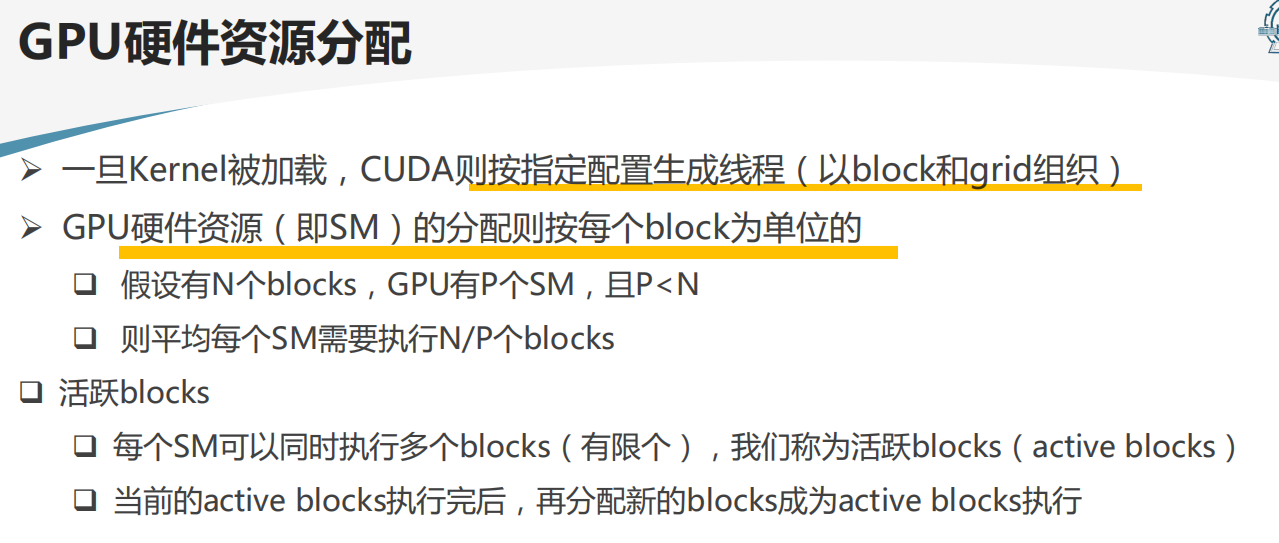 GPU硬件资源分配
一旦Kernel被加载，CUDA则按指定配置生成线程（以block和grid组织）
GPU硬件资源（即SM）的分配则按每个block为单位的
假设有N个blocks，GPU有P个SM，且P<N
则平均每个SM需要执行N/P个blocks
活跃blocks
每个SM可以同时执行多个blocks（有限个），我们称为活跃blocks（active blocks）
当前的active blocks执行完后，再分配新的blocks成为active blocks执行